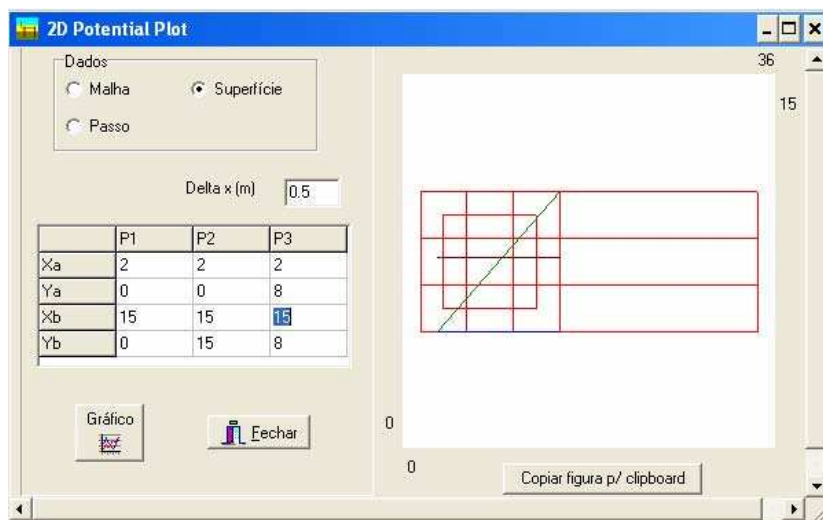 2D Potential Plot
Dados
Malha
Superfície
Passo
Delta x (m)
0.5
P1 P2 P3
Xa 2 2 2
Ya 0 0 8
Xb 15 15 15
Yb 0 15 8
Gráfico
Fechar
36
15
0
0
Copiar figura p/ clipboard